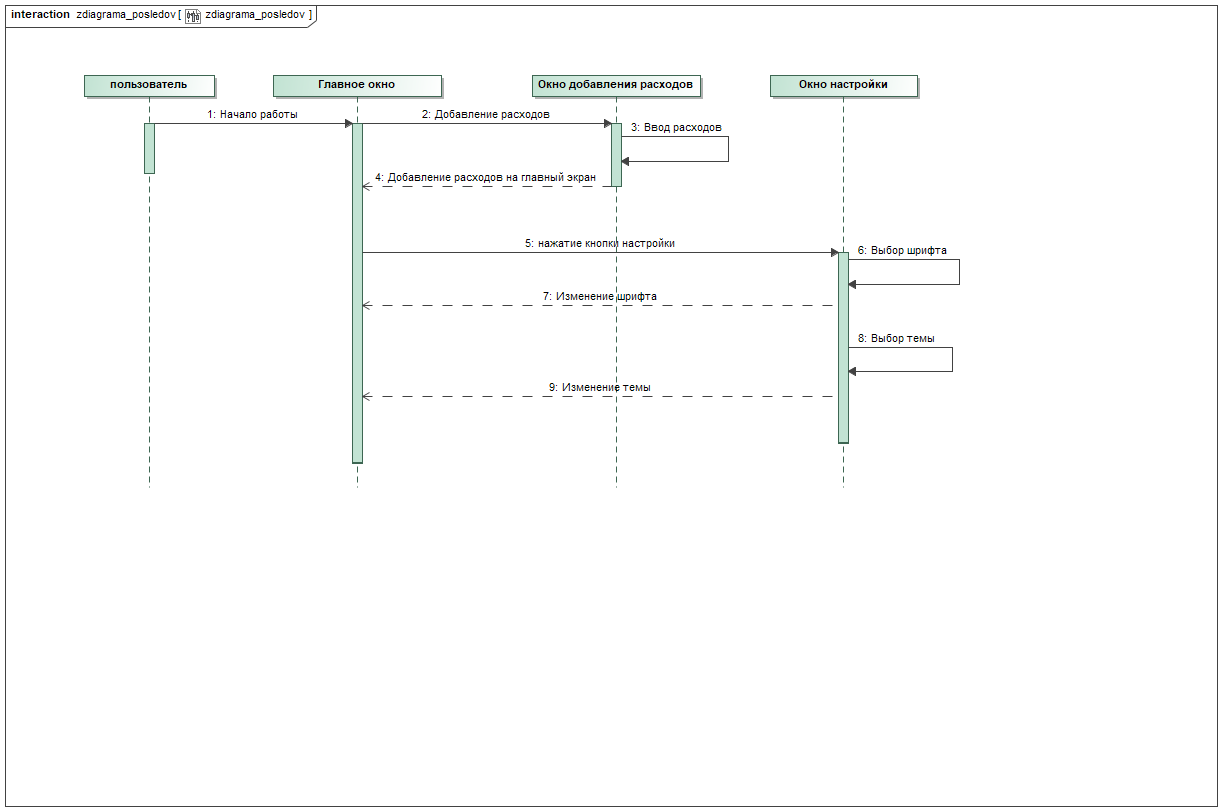 interaction zdiagrama_posledov [ zdiagrama_posledov ]
пользователь
Главное окно
Окно добавления расходов
Окно настройки
1: Начало работы
2: Добавление расходов
3: Ввод расходов
4: Добавление расходов на главный экран
5: нажатие кнопки настройки
6: Выбор шрифта
7: Изменение шрифта
8: Выбор темы
9: Изменение темы